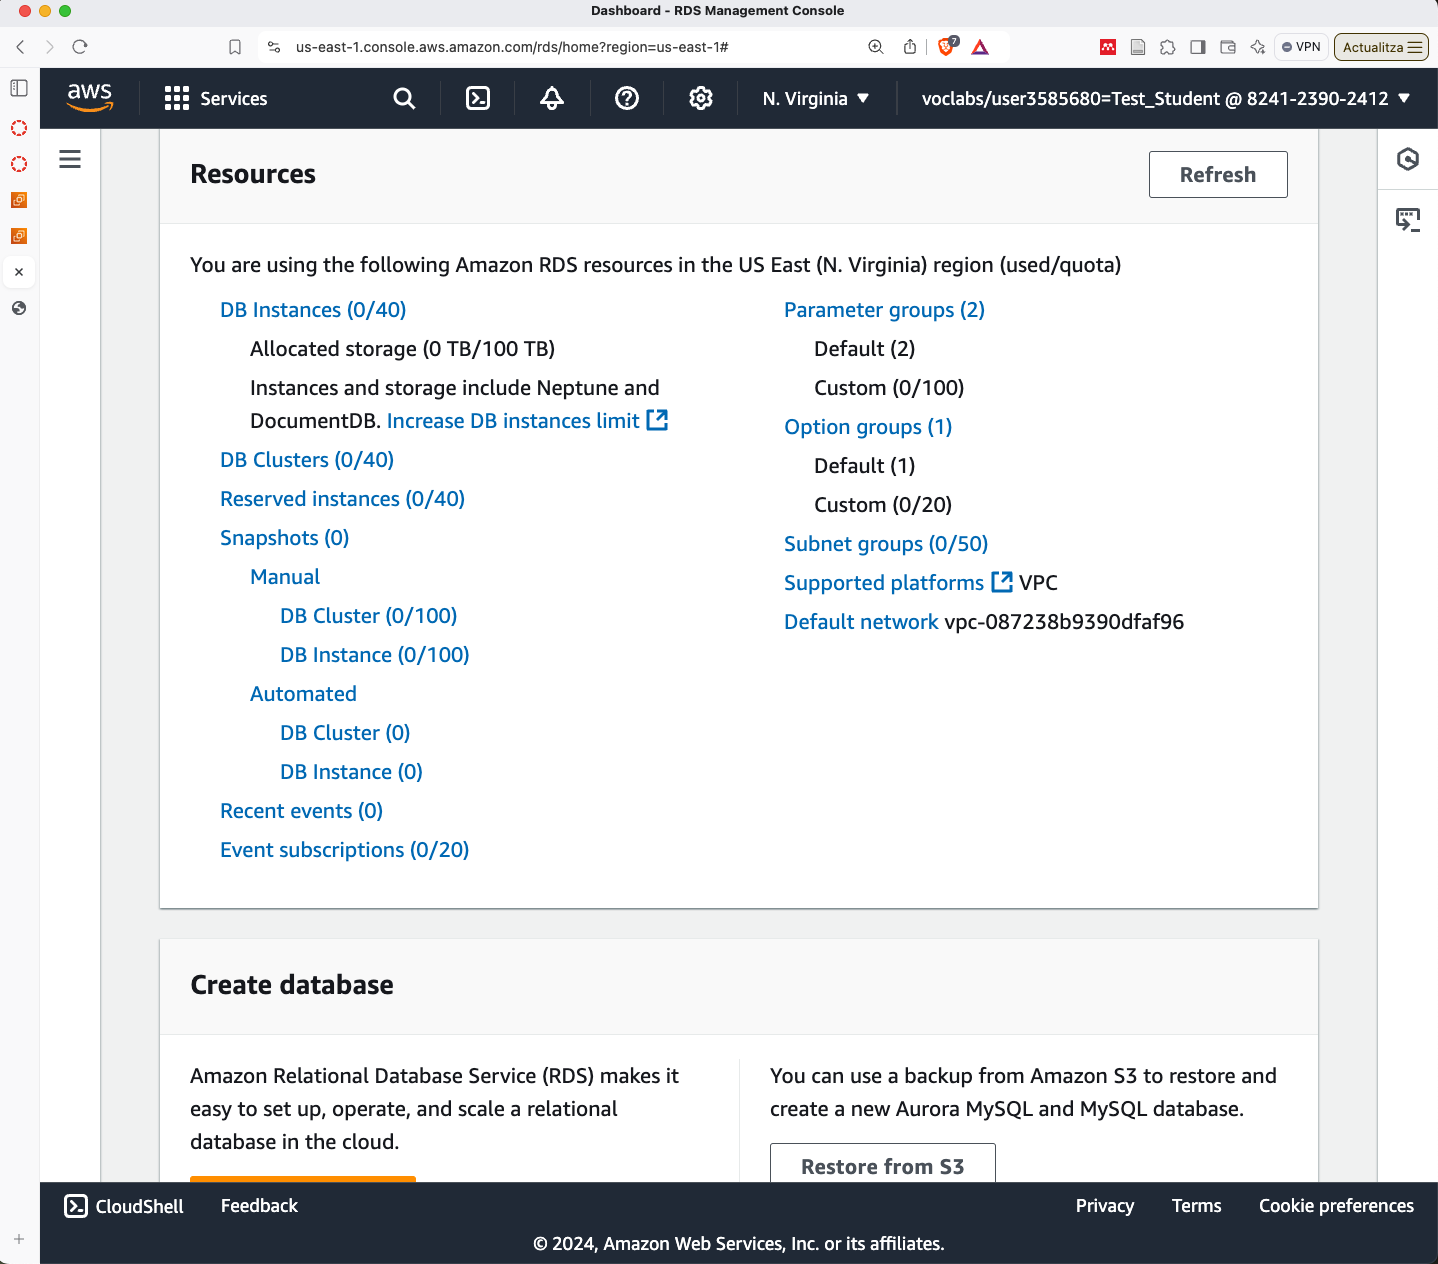 Dashboard - RDS Management Console
us-east-1.console.aws.amazon.com/rds/home?region=us-east-1#
7
VPN
Actualitza
aws
Services
N. Virginia
voclabs/user3585680=Test_Student @ 8241-2390-2412
Resources
Refresh
You are using the following Amazon RDS resources in the US East (N. Virginia) region (used/quota)
DB Instances (0/40)
Allocated storage (0 TB/100 TB)
Instances and storage include Neptune and
DocumentDB. Increase DB instances limit
DB Clusters (0/40)
Reserved instances (0/40)
Snapshots (0)
Manual
DB Cluster (0/100)
DB Instance (0/100)
Automated
DB Cluster (0)
DB Instance (0)
Recent events (0)
Event subscriptions (0/20)
Parameter groups (2)
Default (2)
Custom (0/100)
Option groups (1)
Default (1)
Custom (0/20)
Subnet groups (0/50)
Supported platforms VPC
Default network vpc-087238b9390dfaf96
Create database
Amazon Relational Database Service (RDS) makes it
easy to set up, operate, and scale a relational
database in the cloud.
You can use a backup from Amazon S3 to restore and
create a new Aurora MySQL and MySQL database.
Restore from S3
CloudShell
Feedback
Privacy
Terms
Cookie preferences
© 2024, Amazon Web Services, Inc. or its affiliates.